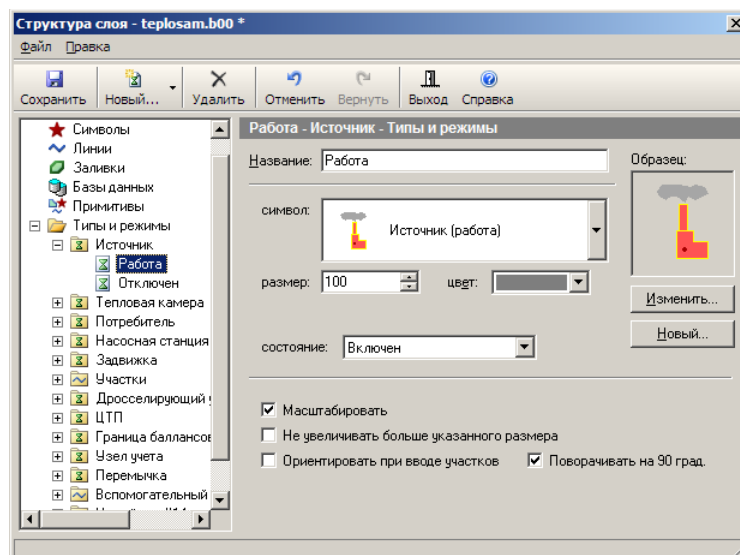 Структура слоя - teplosam.b00 *
Файл Правка
Сохранить Новый... Удалить Отменить Вернуть Выход Справка
Символы
Линии
Заливки
Базы данных
Примитивы
Типы и режимы
Источник
Работа
Отключен
Тепловая камера
Потребитель
Насосная станция
Задвижка
Участки
Дросселирующий
ЦТП
Граница баллансов
Узел учета
Перемычка
Вспомогательный
Работа - Источник - Типы и режимы
Название: Работа
Образец:
символ: Источник (работа)
размер: 100 цвет:
Изменить...
Новый...
состояние: Включен
Масштабировать
Не увеличивать больше указанного размера
Ориентировать при вводе участков Поворачивать на 90 град.